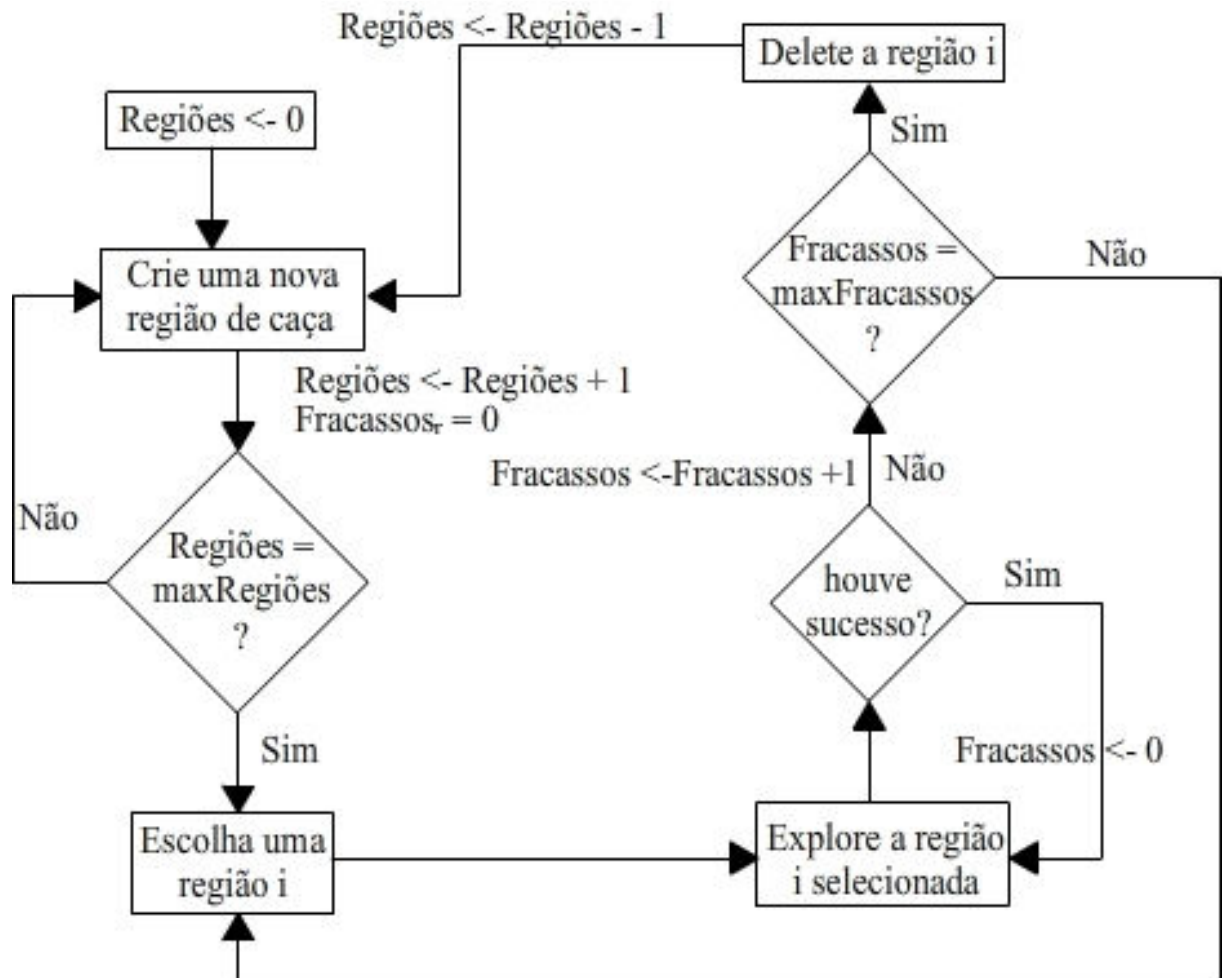 Regiões <- 0
Crie uma nova
região de caça
Regiões <- Regiões + 1
Fracassosᵣ = 0
Regiões =
maxRegiões
?
Não
Sim
Escolha uma
região i
Explore a região
i selecionada
houve
sucesso?
Sim
Fracassos <- 0
Não
Fracassos <-Fracassos +1
Fracassos =
maxFracassos
?
Não
Sim
Delete a região i
Regiões <- Regiões - 1